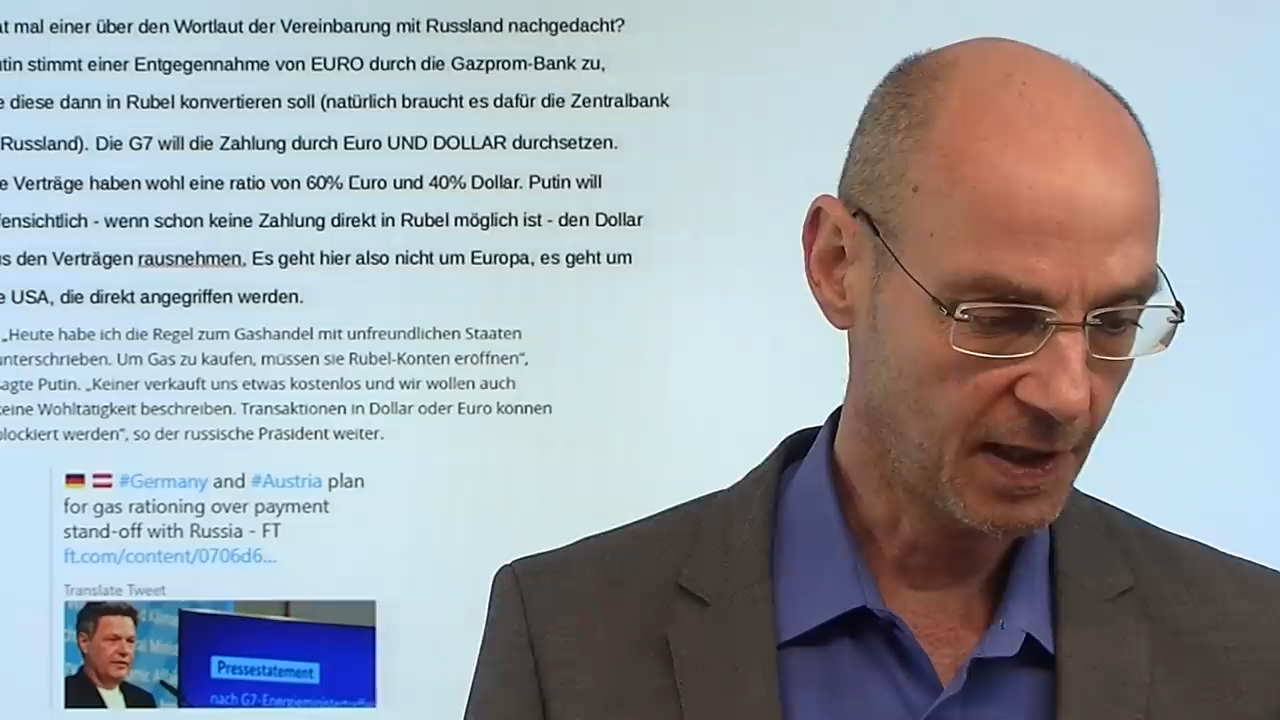 at mal einer über den Wortlaut der Vereinbarung mit Russland nachgedacht?
tin stimmt einer Entgegennahme von EURO durch die Gazprom-Bank zu,
e diese dann in Rubel konvertieren soll (natürlich braucht es dafür die Zentralbank
Russland). Die G7 will die Zahlung durch Euro UND DOLLAR durchsetzen.
e Verträge haben wohl eine ratio von 60% Euro und 40% Dollar. Putin will
fensichtlich - wenn schon keine Zahlung direkt in Rubel möglich ist - den Dollar
us den Verträgen rausnehmen. Es geht hier also nicht um Europa, es geht um
e USA, die direkt angegriffen werden.
„Heute habe ich die Regel zum Gashandel mit unfreundlichen Staaten
unterschrieben. Um Gas zu kaufen, müssen sie Rubel-Konten eröffnen“,
sagte Putin. „Keiner verkauft uns etwas kostenlos und wir wollen auch
keine Wohltätigkeit beschreiben. Transaktionen in Dollar oder Euro können
blockiert werden“, so der russische Präsident weiter.
#Germany and #Austria plan
for gas rationing over payment
stand-off with Russia - FT
ft.com/content/0706d6...
Translate Tweet
Pressestatement
nach G7-Energieminister